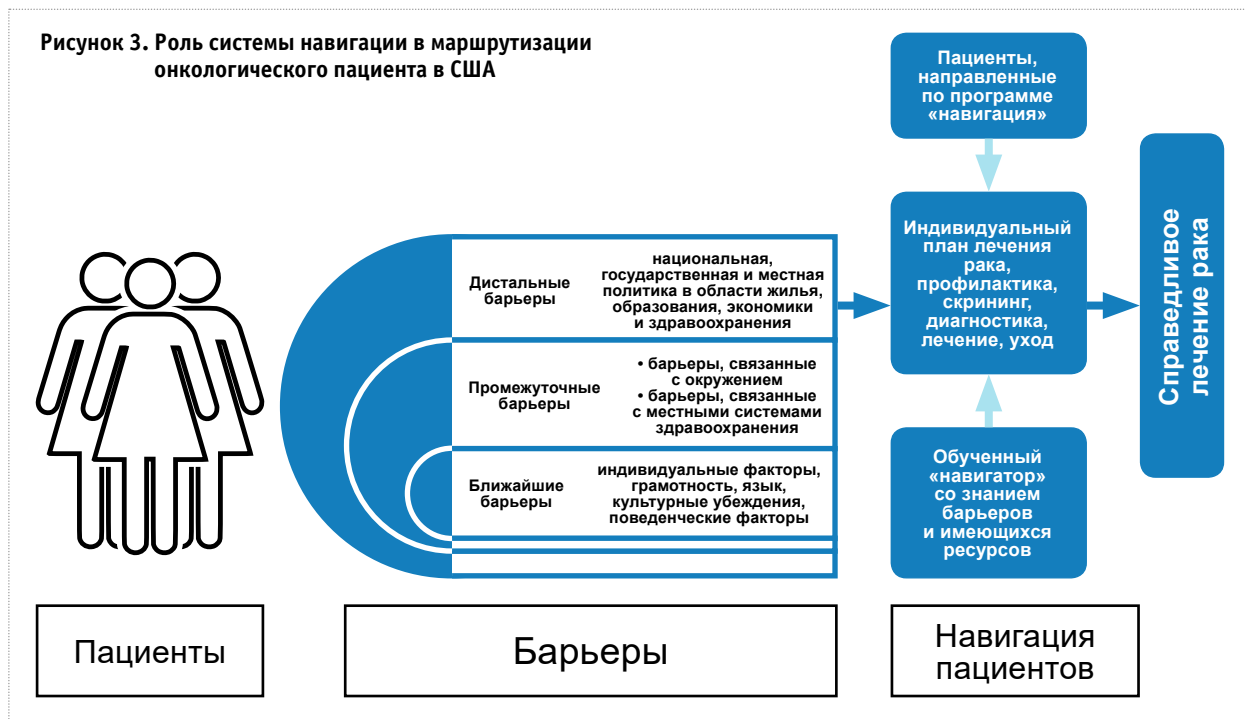 Рисунок 3. Роль системы навигации в маршрутизации
онкологического пациента в США
Дистальные
барьеры
национальная,
государственная и местная
политика в области жилья,
образования, экономики
и здравоохранения
Промежуточные
барьеры
• барьеры, связанные
с окружением
• барьеры, связанные
с местными системами
здравоохранения
Ближайшие
барьеры
индивидуальные факторы,
грамотность, язык,
культурные убеждения,
поведенческие факторы
Пациенты,
направленные
по программе
«навигация»
Индивидуальный
план лечения
рака,
профилактика,
скрининг,
диагностика,
лечение, уход
Обученный
«навигатор»
со знанием
барьеров
и имеющихся
ресурсов
Справедливое
лечение рака
Пациенты
Барьеры
Навигация
пациентов